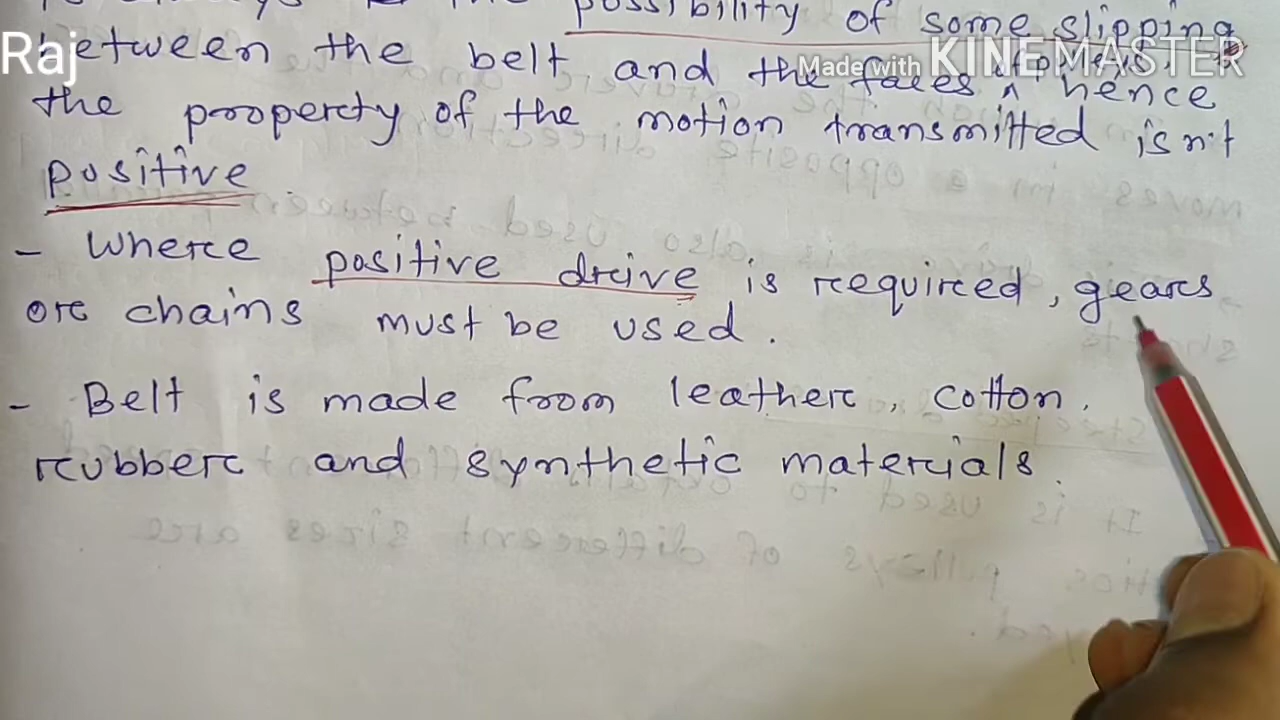 possibility of some slipping
Raj
between the belt and the faces of pulleys, hence
Made with KINEMASTER
the property of the motion transmitted isn't
positive
- Where positive drive is required, gears
or chains must be used.
- Belt is made from leather, cotton,
rubber and synthetic materials.